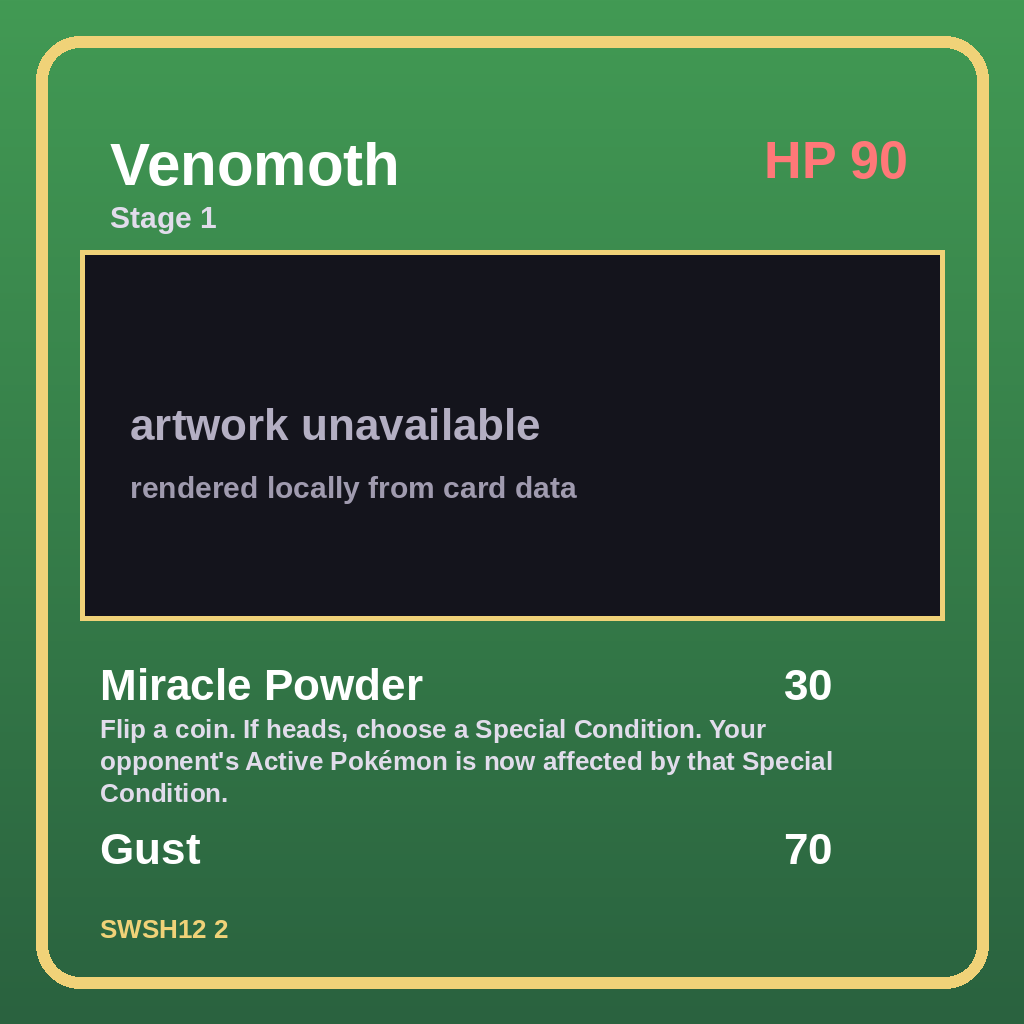 Venomoth
HP 90
Stage 1
artwork unavailable
rendered locally from card data
Miracle Powder 30
Flip a coin. If heads, choose a Special Condition. Your
opponent's Active Pokémon is now affected by that Special
Condition.
Gust 70
SWSH12 2